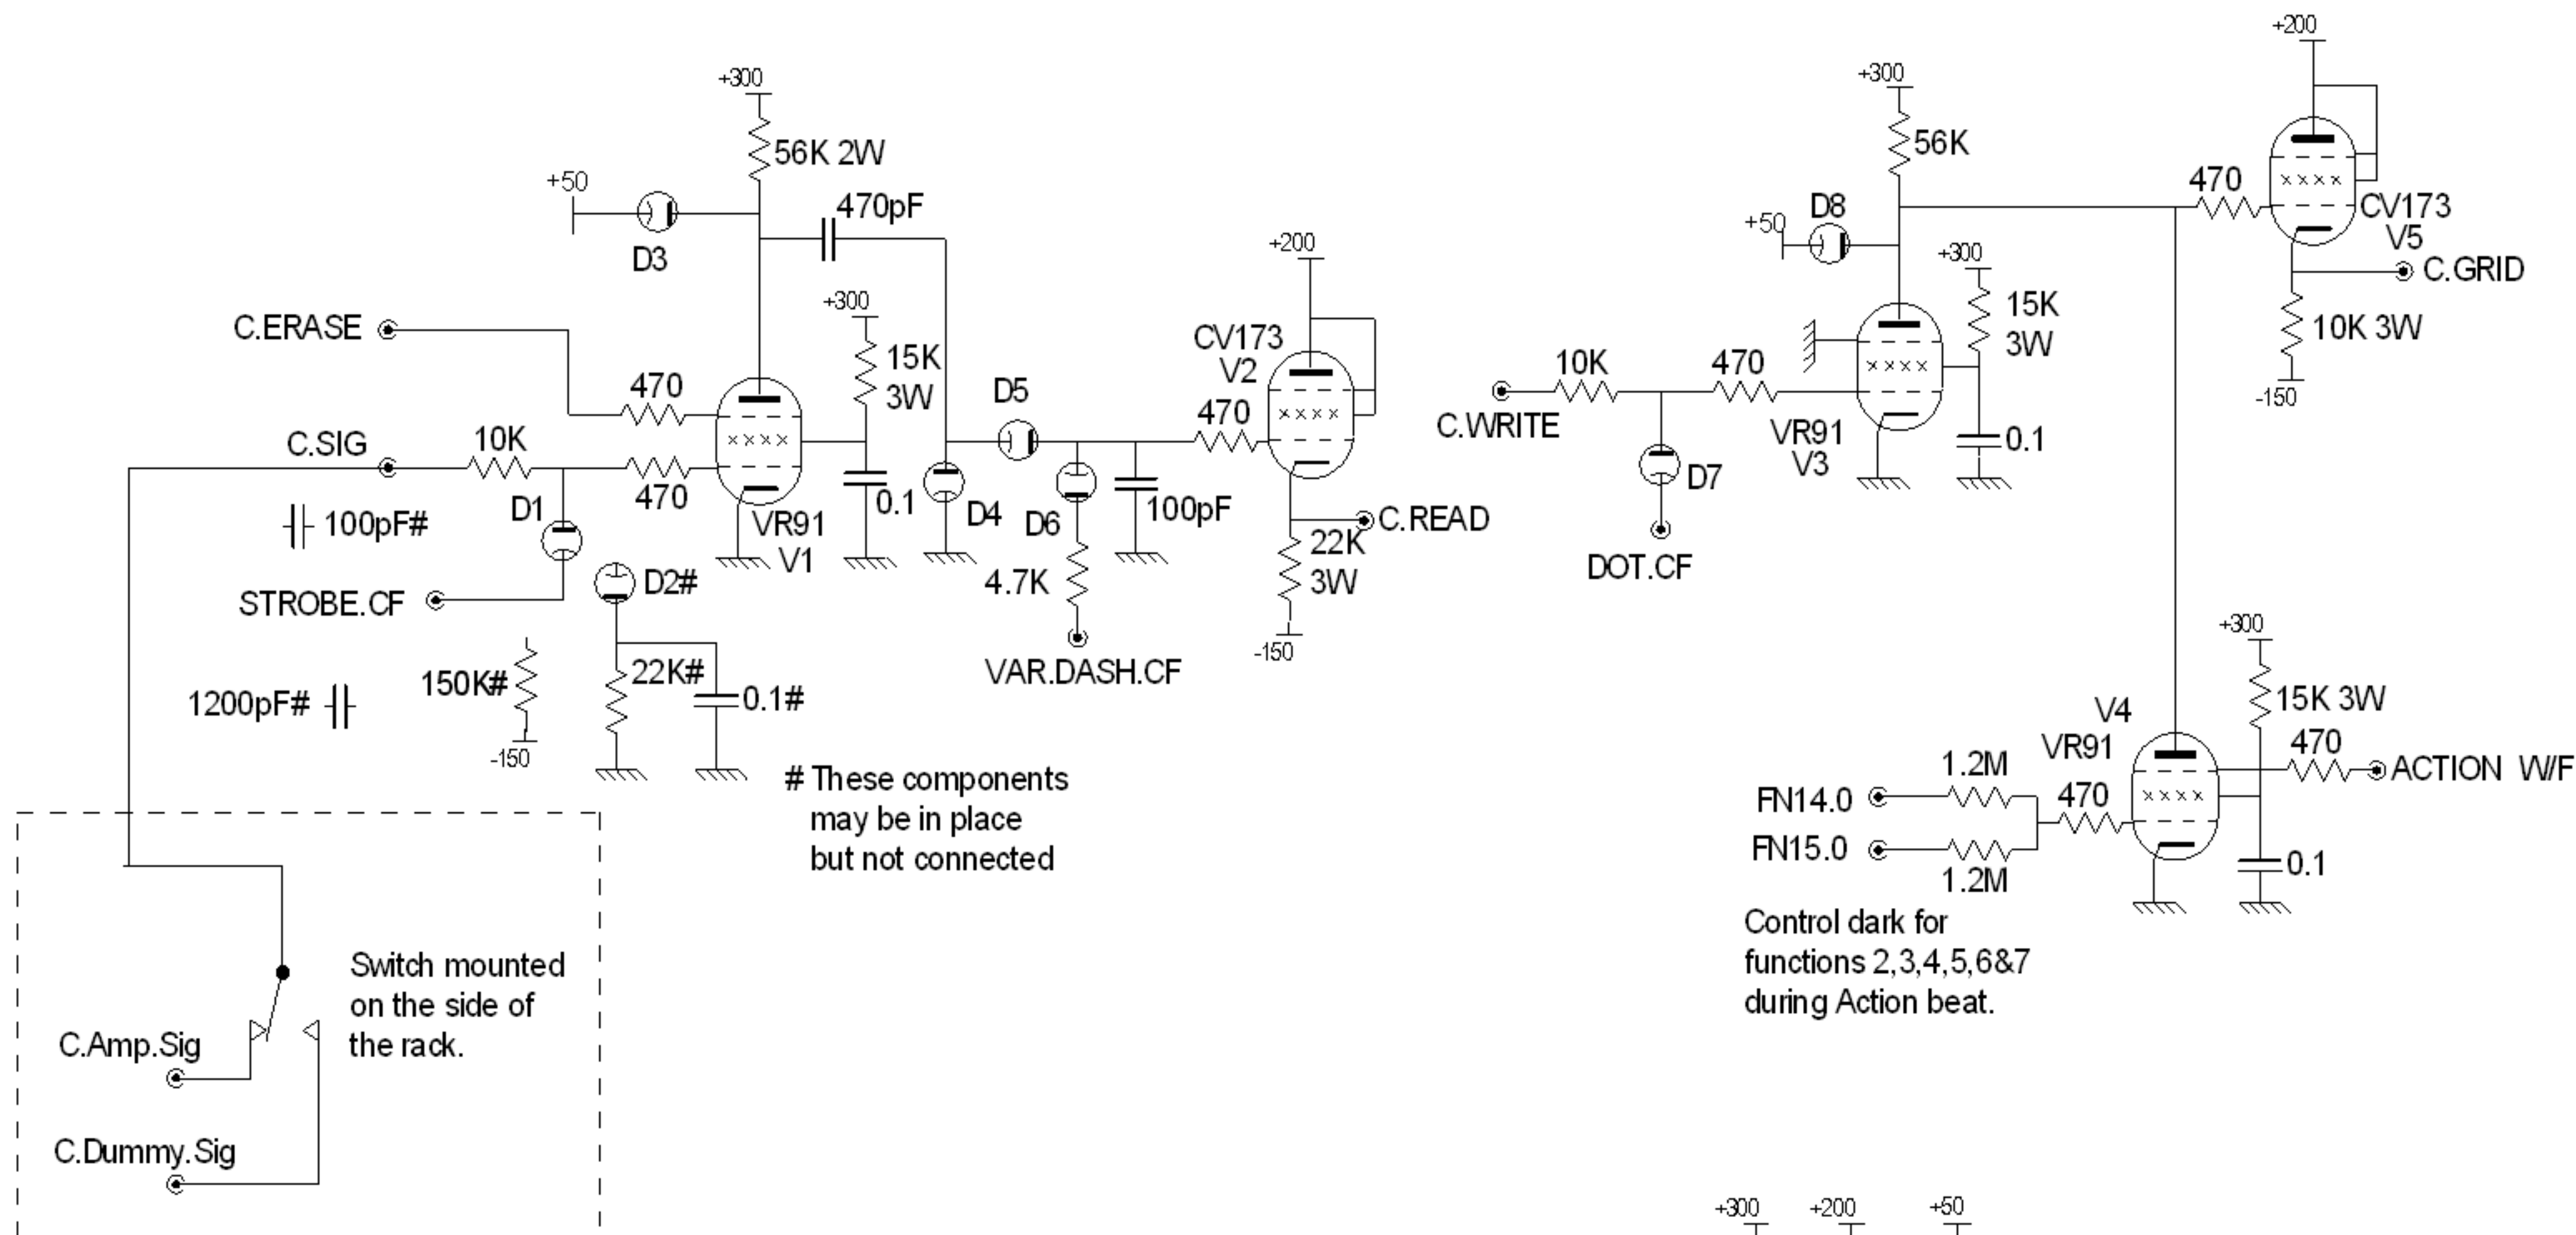 +300
56K 2W
+50
D3
470pF
+300
15K
3W
C.ERASE
470
C.SIG
10K
470
D1
100pF#
STROBE.CF
VR91
V1
0.1
D2#
D4
D5
D6
4.7K
VAR.DASH.CF
100pF
+200
CV173
V2
470
C.READ
22K
3W
-150
1200pF#
150K#
-150
22K#
0.1#
# These components
may be in place
but not connected
Switch mounted
on the side of
the rack.
C.Amp.Sig
C.Dummy.Sig
+300
56K
+50
D8
+300
15K
3W
C.WRITE
10K
470
D7
DOT.CF
VR91
V3
0.1
+200
470
CV173
V5
C.GRID
10K 3W
-150
+300
15K 3W
V4
VR91
470
ACTION W/F
FN14.0
1.2M
470
FN15.0
1.2M
0.1
Control dark for
functions 2,3,4,5,6&7
during Action beat.
+300
+200
+50